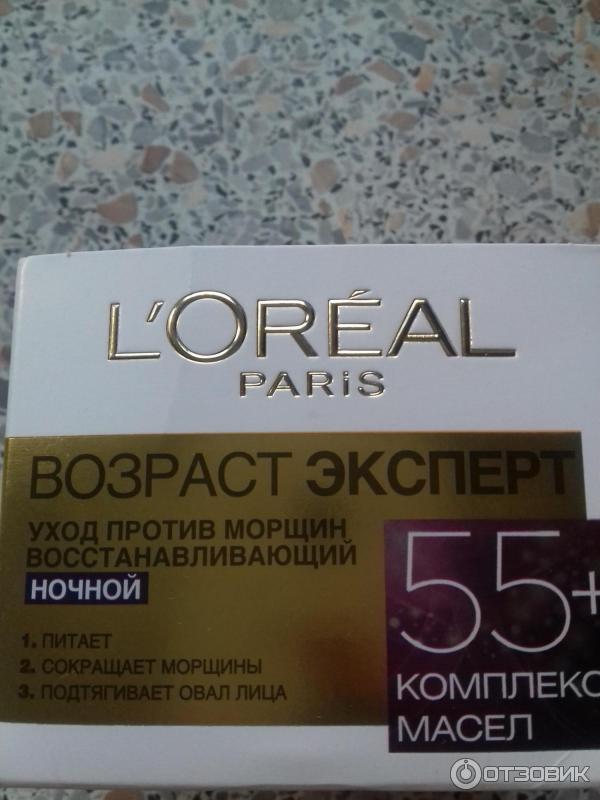 L'ORÉAL
PARiS
ВОЗРАСТ ЭКСПЕРТ
УХОД ПРОТИВ МОРЩИН
ВОССТАНАВЛИВАЮЩИЙ
НОЧНОЙ
1. ПИТАЕТ
2. СОКРАЩАЕТ МОРЩИНЫ
3. ПОДТЯГИВАЕТ ОВАЛ ЛИЦА
55+
КОМПЛЕКС
МАСЕЛ
ОТЗОВИК